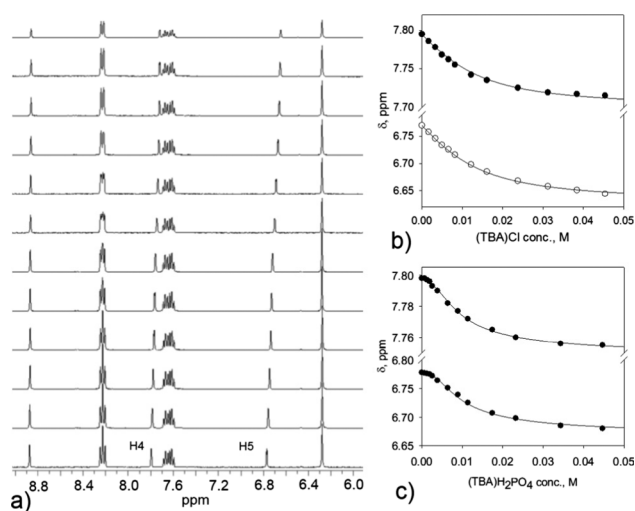 a)
H4 H5
8.8 8.4 8.0 7.6 7.2 6.8 6.4 6.0
ppm
b)
δ, ppm
7.80
7.75
7.70
6.75
6.70
6.65
0.00 0.01 0.02 0.03 0.04 0.05
(TBA)Cl conc., M
c)
δ, ppm
7.80
7.78
7.76
6.80
6.75
6.70
6.65
0.00 0.01 0.02 0.03 0.04 0.05
(TBA)H₂PO₄ conc., M